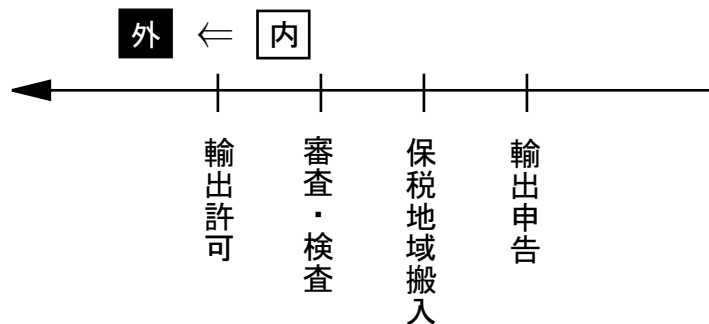 外 ⇐ 内
輸出申告
保税地域搬入
審査・検査
輸出許可